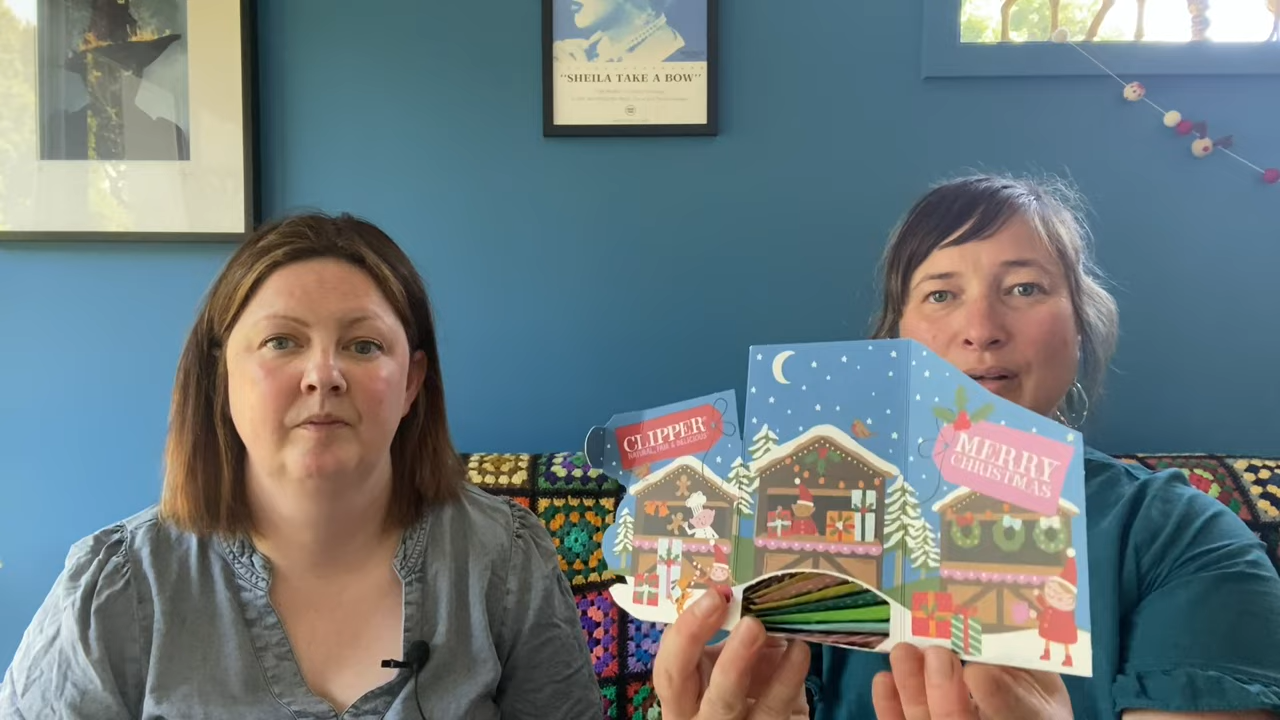 "SHEILA TAKE A BOW"
CLIPPER
NATURAL, FAIR & DELICIOUS
MERRY
CHRISTMAS